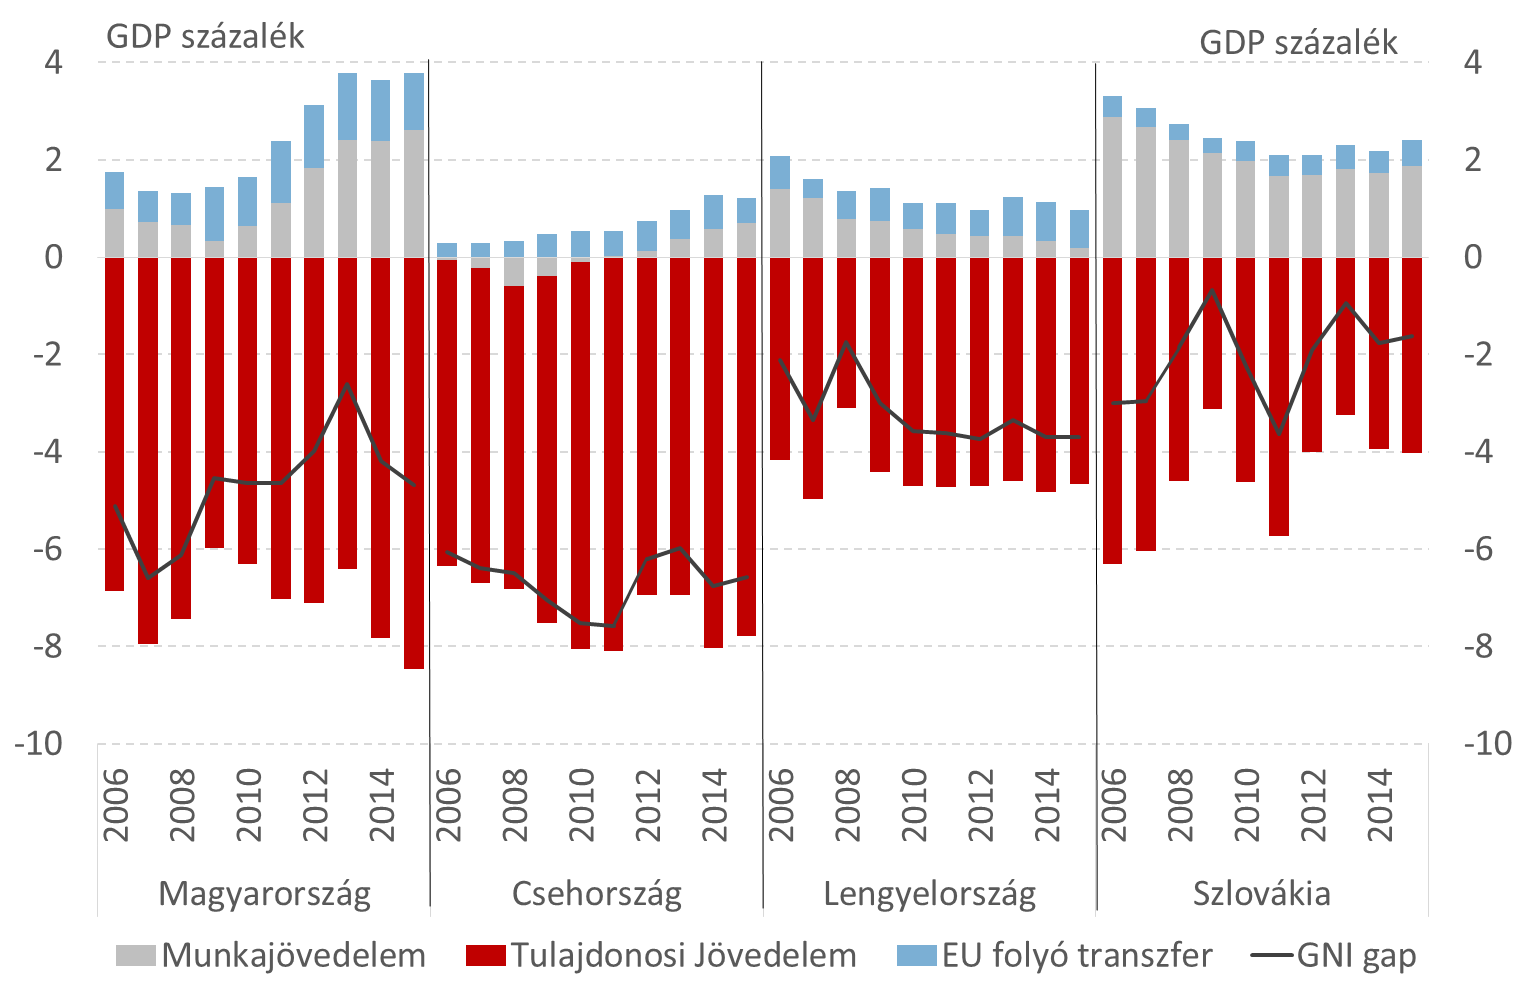 GDP százalék GDP százalék
4 4
2 2
0 0
-2 -2
-4 -4
-6 -6
-8 -8
-10 -10
2006 2008 2010 2012 2014 2006 2008 2010 2012 2014 2006 2008 2010 2012 2014 2006 2008 2010 2012 2014
Magyarország Csehország Lengyelország Szlovákia
Munkajövedelem Tulajdonosi Jövedelem EU folyó transzfer GNI gap